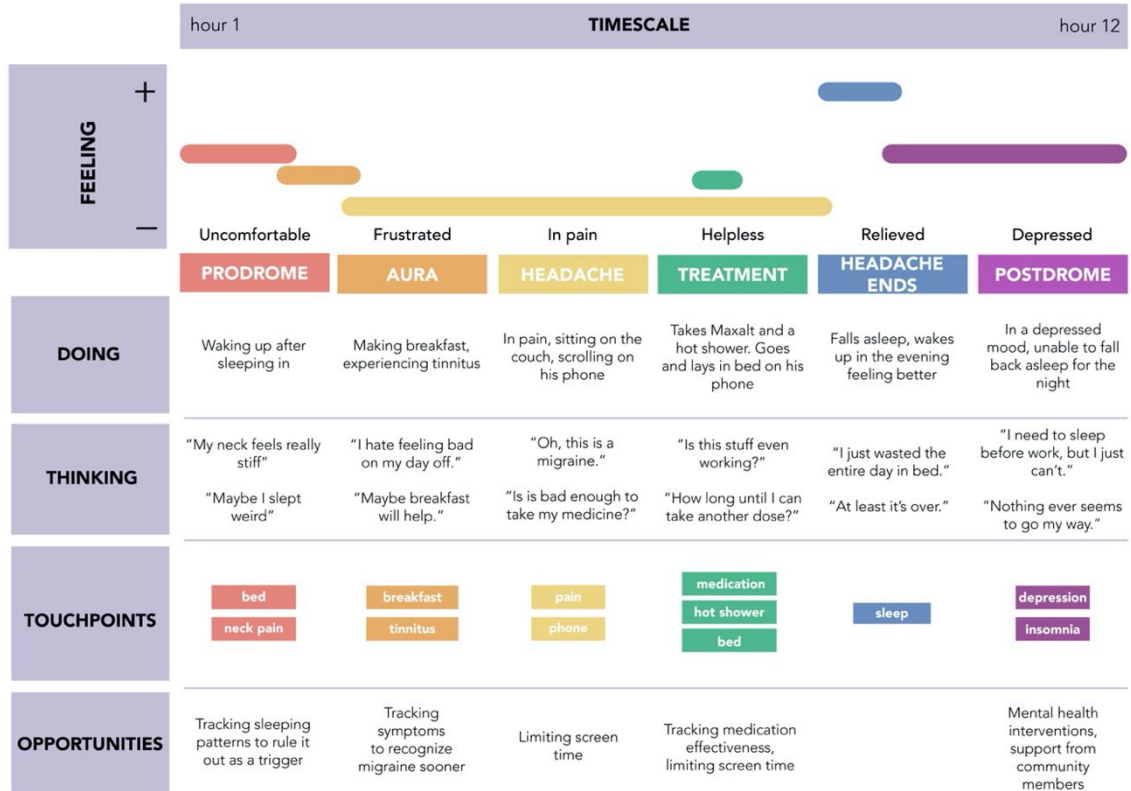 hour 1
TIMESCALE
hour 12
FEELING
+
—
Uncomfortable
Frustrated
In pain
Helpless
Relieved
Depressed
PRODROME
AURA
HEADACHE
TREATMENT
HEADACHE
ENDS
POSTDROME
DOING
Waking up after
sleeping in
Making breakfast,
experiencing tinnitus
In pain, sitting on the
couch, scrolling on
his phone
Takes Maxalt and a
hot shower. Goes
and lays in bed on his
phone
Falls asleep, wakes
up in the evening
feeling better
In a depressed
mood, unable to fall
back asleep for the
night
THINKING
"My neck feels really
stiff"
"Maybe I slept
weird"
"I hate feeling bad
on my day off."
"Maybe breakfast
will help."
"Oh, this is a
migraine."
"Is is bad enough to
take my medicine?"
"Is this stuff even
working?"
"How long until I can
take another dose?"
"I just wasted the
entire day in bed."
"At least it's over."
"I need to sleep
before work, but I just
can't."
"Nothing ever seems
to go my way."
TOUCHPOINTS
bed
neck pain
breakfast
tinnitus
pain
phone
medication
hot shower
bed
sleep
depression
insomnia
OPPORTUNITIES
Tracking sleeping
patterns to rule it
out as a trigger
Tracking
symptoms
to recognize
migraine sooner
Limiting screen
time
Tracking medication
effectiveness,
limiting screen time
Mental health
interventions,
support from
community
members